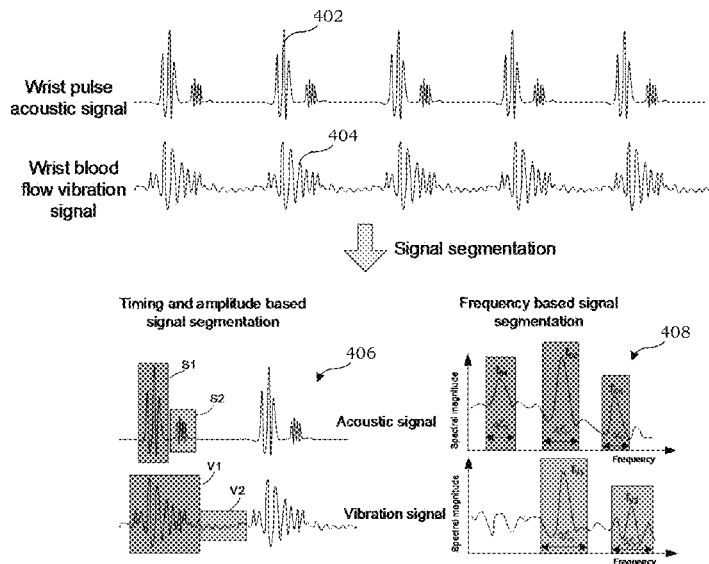 402
Wrist pulse
acoustic signal
404
Wrist blood
flow vibration
signal
Signal segmentation
Timing and amplitude based
signal segmentation
Frequency based signal
segmentation
S1
S2
406
Acoustic signal
408
Spectral magnitude
Frequency
V1
V2
Vibration signal
Spectral magnitude
Frequency